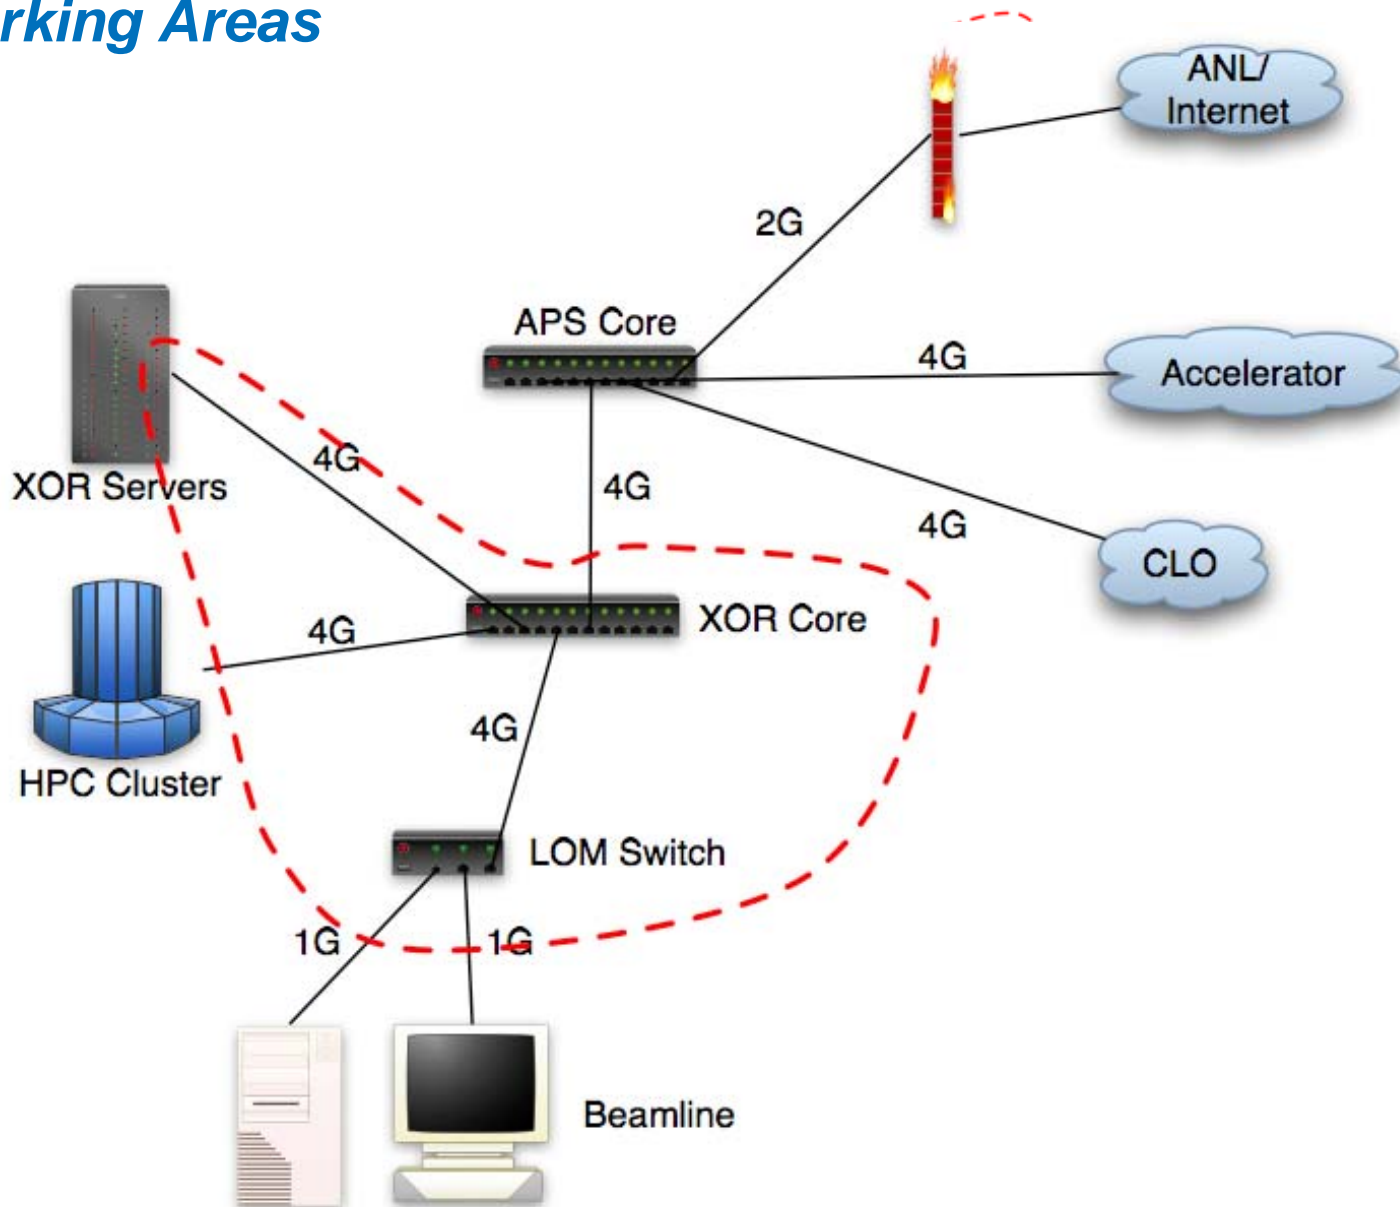 rking Areas
ANL/
Internet
2G
APS Core
4G
Accelerator
4G
XOR Servers
4G
4G
CLO
4G
XOR Core
4G
HPC Cluster
LOM Switch
1G
1G
Beamline